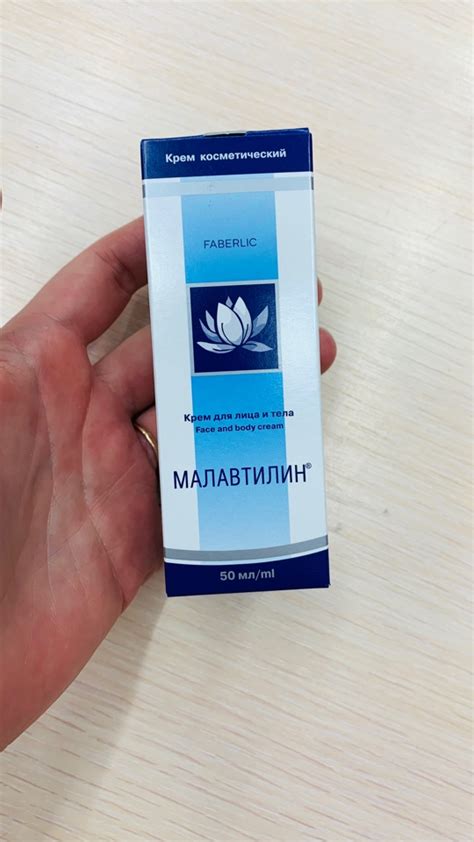 Крем косметический
FABERLIC
Крем для лица и тела
Face and body cream
МАЛАВТИЛИН®
50 мл/ml